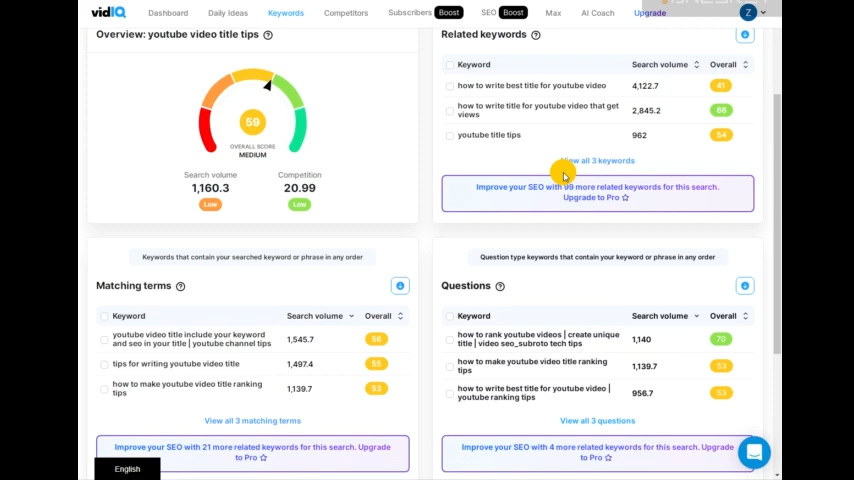 vidIQ Dashboard Daily Ideas Keywords Competitors Subscribers Boost SEO Boost Max AI Coach Upgrade Z
Overview: youtube video title tips
59
OVERALL SCORE
MEDIUM
Search volume Competition
1,160.3 20.99
Low Low
Related keywords
Keyword Search volume Overall
how to write best title for youtube video 4,122.7 41
how to write title for youtube video that get
views 2,845.2 66
youtube title tips 962 54
View all 3 keywords
Improve your SEO with 99 more related keywords for this search.
Upgrade to Pro
Keywords that contain your searched keyword or phrase in any order
Matching terms
Keyword Search volume Overall
youtube video title include your keyword
and seo in your title | youtube channel tips 1,545.7 56
tips for writing youtube video title 1,497.4 55
how to make youtube video title ranking
tips 1,139.7 53
View all 3 matching terms
Improve your SEO with 21 more related keywords for this search. Upgrade
to Pro
Question type keywords that contain your keyword or phrase in any order
Questions
Keyword Search volume Overall
how to rank youtube videos | create unique
title | video seo_subroto tech tips 1,140 70
how to make youtube video title ranking
tips 1,139.7 53
how to write best title for youtube video |
youtube ranking tips 956.7 53
View all 3 questions
Improve your SEO with 4 more related keywords for this search. Upgrade
to Pro
English